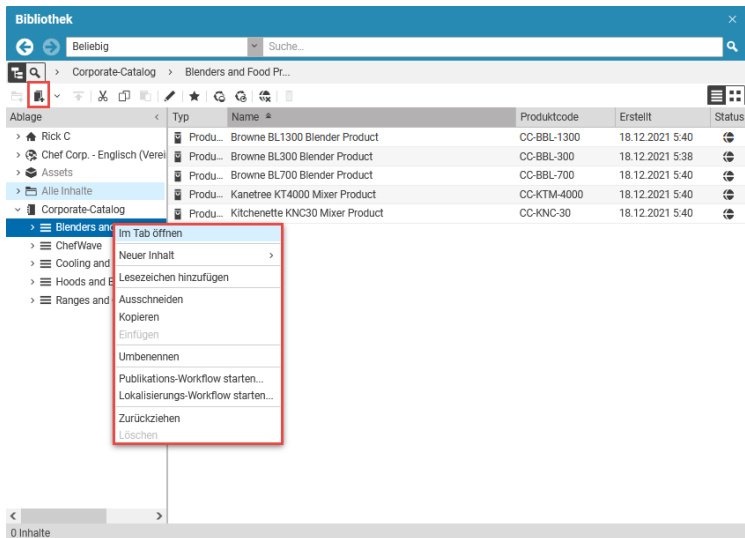 Bibliothek
Beliebig
Suche...
Corporate-Catalog > Blenders and Food Pr...
Ablage
Typ
Name
Produktcode
Erstellt
Status
Rick C
Chef Corp. - Englisch (Verei
Assets
Alle Inhalte
Corporate-Catalog
Blenders and
ChefWave
Cooling and
Hoods and E
Ranges and
Produ... Browne BL1300 Blender Product CC-BBL-1300 18.12.2021 5:40
Produ... Browne BL300 Blender Product CC-BBL-300 18.12.2021 5:38
Produ... Browne BL700 Blender Product CC-BBL-700 18.12.2021 5:40
Produ... Kanetree KT4000 Mixer Product CC-KTM-4000 18.12.2021 5:40
Produ... Kitchenette KNC30 Mixer Product CC-KNC-30 18.12.2021 5:40
Im Tab öffnen
Neuer Inhalt
Lesezeichen hinzufügen
Ausschneiden
Kopieren
Einfügen
Umbenennen
Publikations-Workflow starten...
Lokalisierungs-Workflow starten...
Zurückziehen
Löschen
0 Inhalte